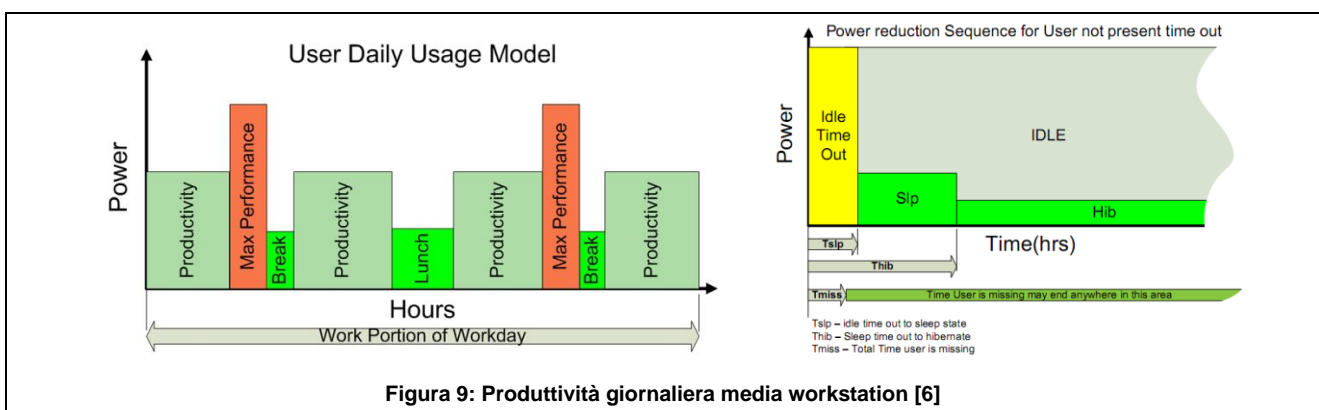 User Daily Usage Model
Power
Productivity
Max Performance
Break
Productivity
Lunch
Productivity
Max Performance
Break
Productivity
Hours
Work Portion of Workday
Power reduction Sequence for User not present time out
Power
Idle
Time
Out
IDLE
Slp
Hib
Tslp
Time(hrs)
Thib
Tmiss
Time User is missing may end anywhere in this area
Tslp – idle time out to sleep state
Thib – Sleep time out to hibernate
Tmiss – Total Time user is missing
Figura 9: Produttività giornaliera media workstation [6]